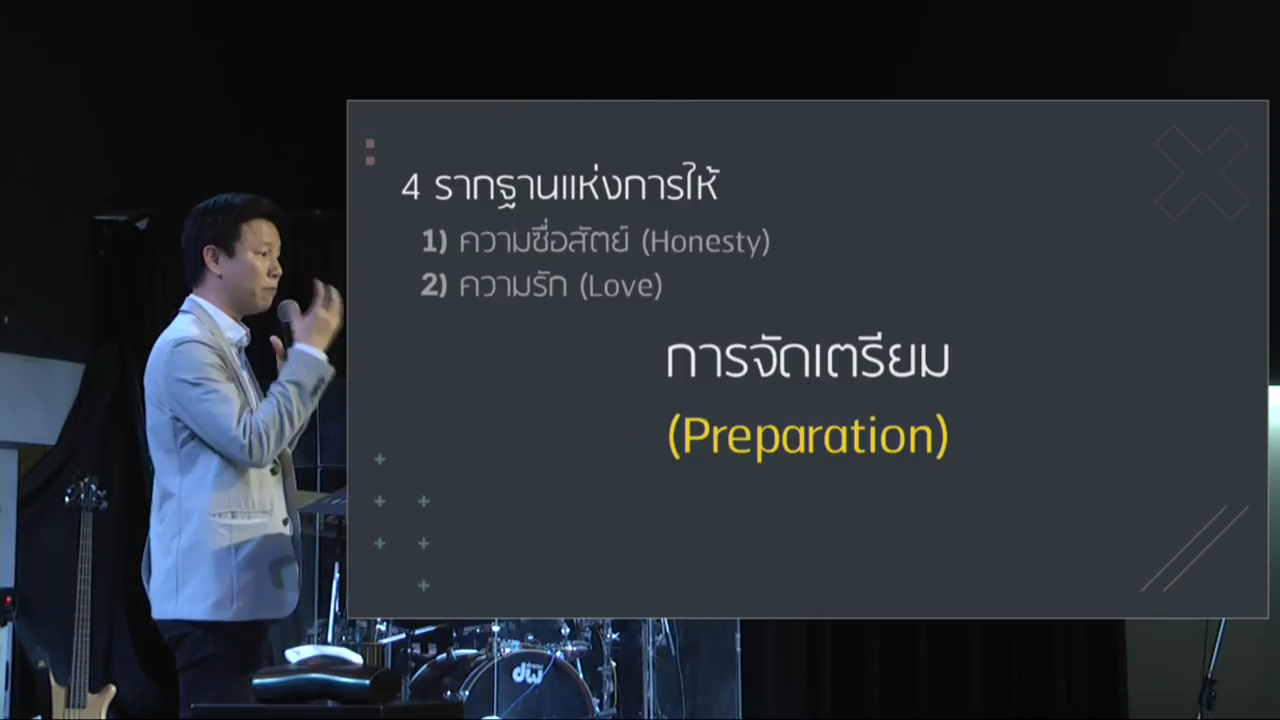 4 รากฐานแห่งการให้
1) ความซื่อสัตย์ (Honesty)
2) ความรัก (Love)
การจัดเตรียม
(Preparation)
drums
dw